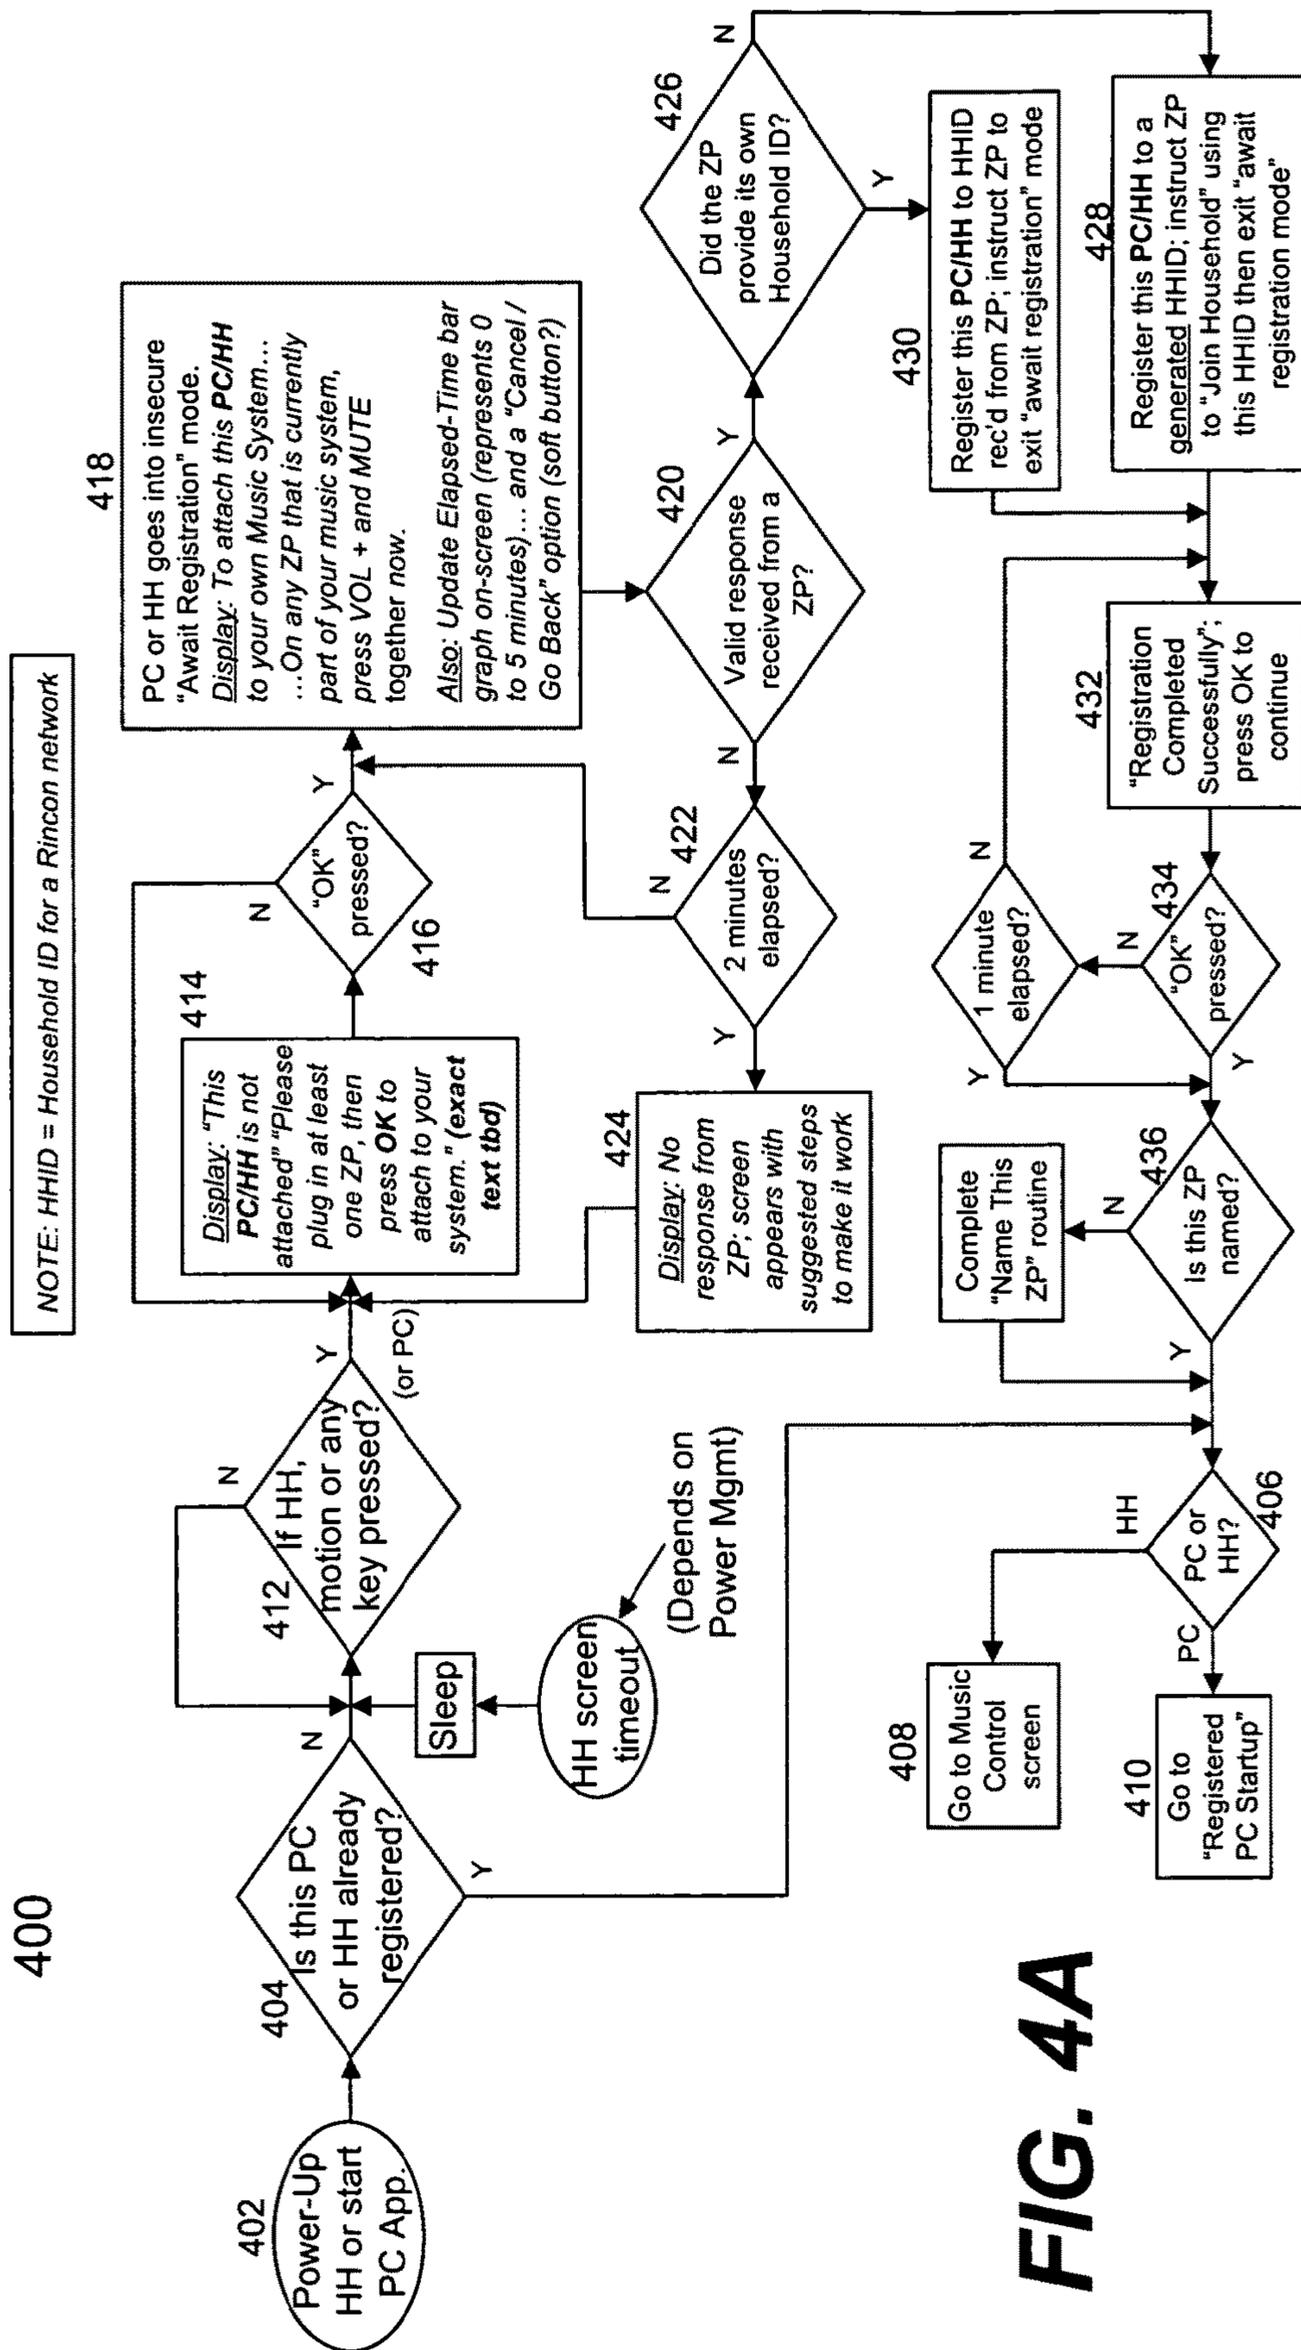 400
NOTE: HHID = Household ID for a Rincon network
402
Power-Up
HH or start
PC App.
404
Is this PC
or HH already
registered?
N
Y
Sleep
HH screen
timeout
(Depends on
Power Mgmt)
412
If HH,
motion or any
key pressed?
N
Y
(or PC)
414
Display: "This
PC/HH is not
attached" "Please
plug in at least
one ZP, then
press OK to
attach to your
system." (exact
text tbd)
416
"OK"
pressed?
N
Y
418
PC or HH goes into insecure
"Await Registration" mode.
Display: To attach this PC/HH
to your own Music System...
...On any ZP that is currently
part of your music system,
press VOL + and MUTE
together now.
Also: Update Elapsed-Time bar
graph on-screen (represents 0
to 5 minutes)... and a "Cancel /
Go Back" option (soft button?)
420
Valid response
received from a
ZP?
N
Y
422
2 minutes
elapsed?
N
Y
424
Display: No
response from
ZP; screen
appears with
suggested steps
to make it work
426
Did the ZP
provide its own
Household ID?
N
Y
430
Register this PC/HH to HHID
rec'd from ZP; instruct ZP to
exit "await registration" mode
428
Register this PC/HH to a
generated HHID; instruct ZP
to "Join Household" using
this HHID then exit "await
registration mode"
432
"Registration
Completed
Successfully";
press OK to
continue
434
"OK"
pressed?
N
Y
1 minute
elapsed?
N
Y
436
Is this ZP
named?
N
Y
Complete
"Name This
ZP" routine
406
PC or
HH?
HH
PC
408
Go to Music
Control
screen
410
Go to
"Registered
PC Startup"
FIG. 4A